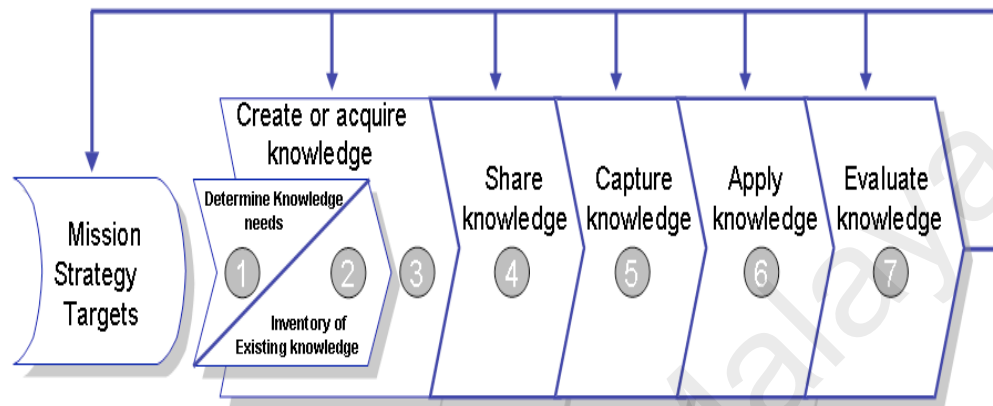 Create or acquire
knowledge
Mission
Strategy
Targets
Determine Knowledge
needs
1
2
Inventory of
Existing knowledge
3
Share
knowledge
4
Capture
knowledge
5
Apply
knowledge
6
Evaluate
knowledge
7
Malaya